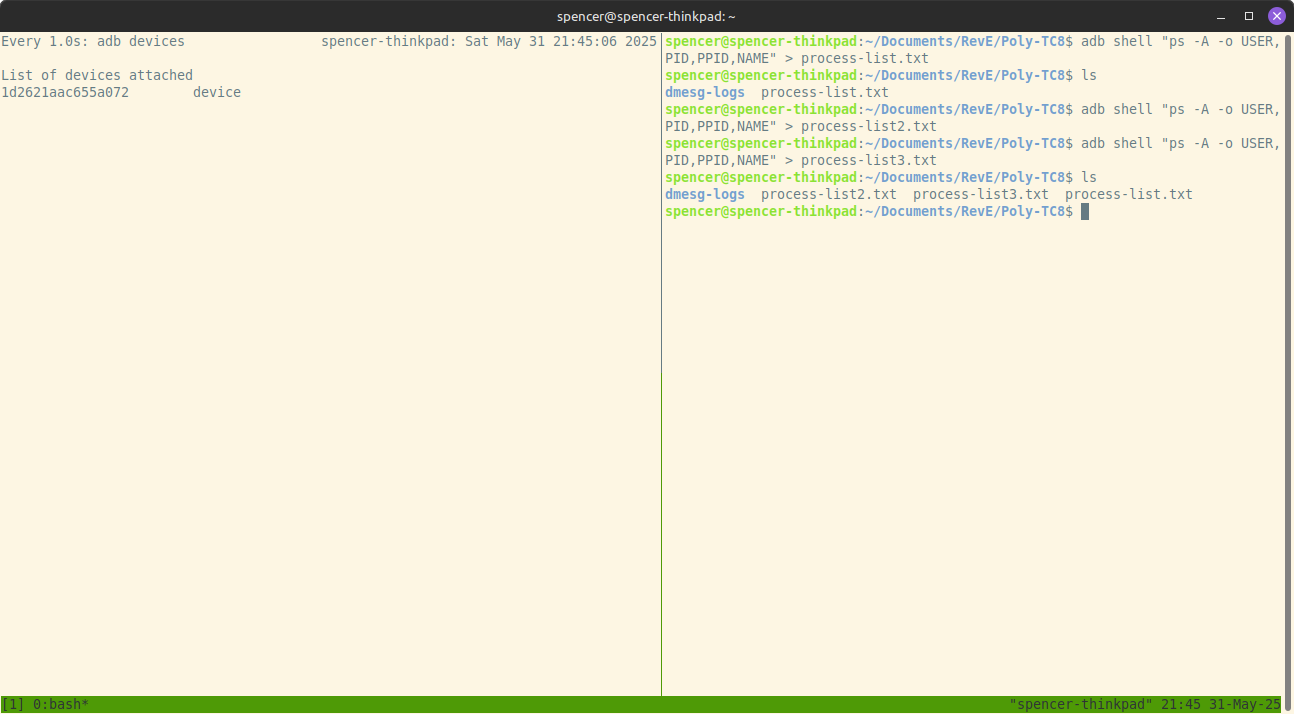 spencer@spencer-thinkpad: ~
Every 1.0s: adb devices spencer-thinkpad: Sat May 31 21:45:06 2025
List of devices attached
1d2621aac655a072 device
spencer@spencer-thinkpad:~/Documents/RevE/Poly-TC8$ adb shell "ps -A -o USER,
PID,PPID,NAME" > process-list.txt
spencer@spencer-thinkpad:~/Documents/RevE/Poly-TC8$ ls
dmesg-logs process-list.txt
spencer@spencer-thinkpad:~/Documents/RevE/Poly-TC8$ adb shell "ps -A -o USER,
PID,PPID,NAME" > process-list2.txt
spencer@spencer-thinkpad:~/Documents/RevE/Poly-TC8$ adb shell "ps -A -o USER,
PID,PPID,NAME" > process-list3.txt
spencer@spencer-thinkpad:~/Documents/RevE/Poly-TC8$ ls
dmesg-logs process-list2.txt process-list3.txt process-list.txt
spencer@spencer-thinkpad:~/Documents/RevE/Poly-TC8$
[1] 0:bash* "spencer-thinkpad" 21:45 31-May-25